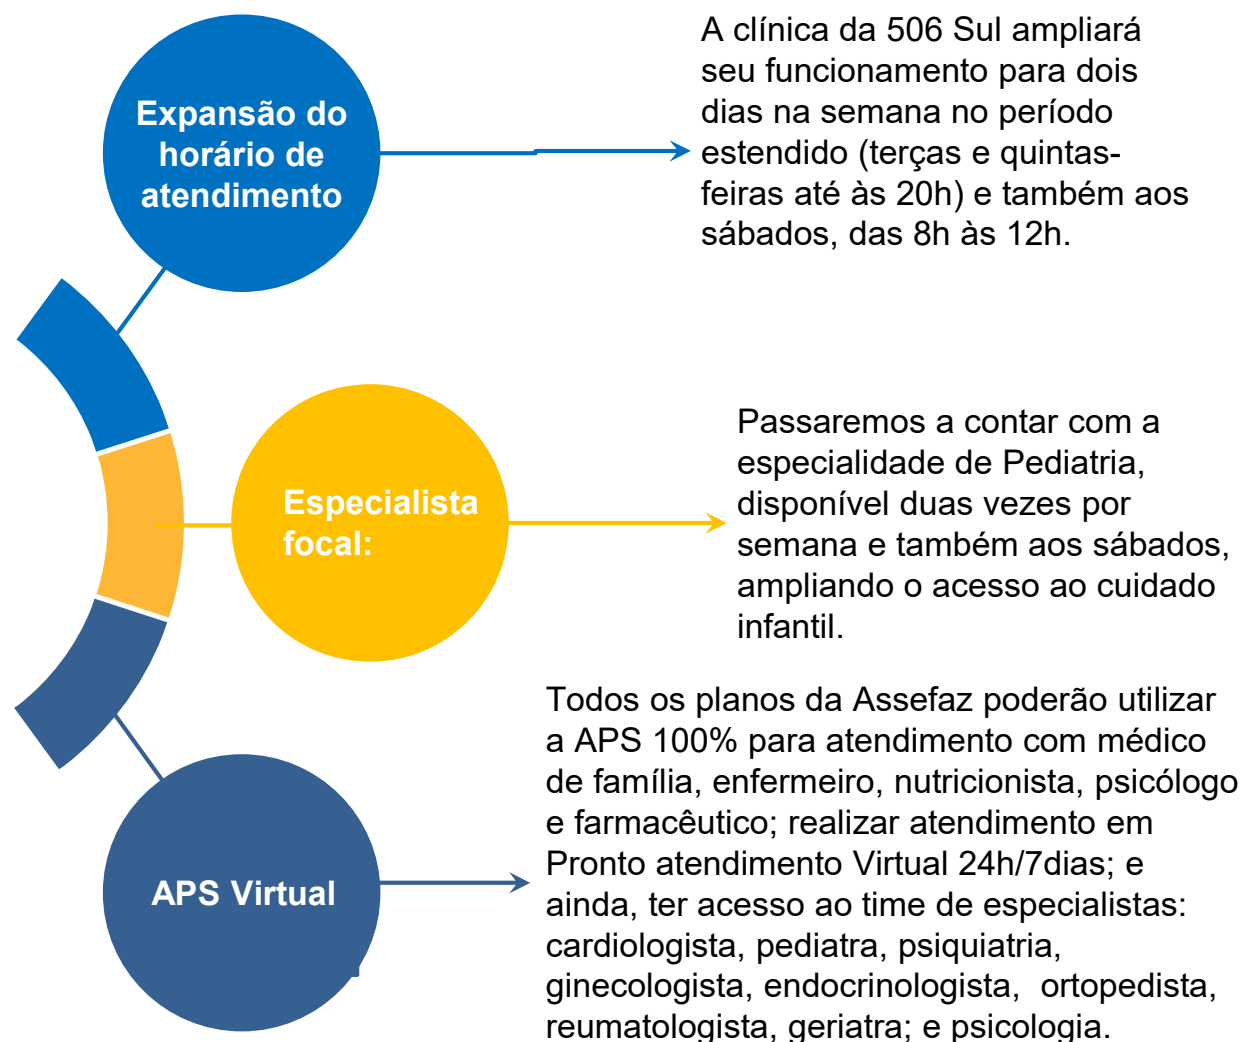 Expansão do
horário de
atendimento
A clínica da 506 Sul ampliará
seu funcionamento para dois
dias na semana no período
estendido (terças e quintas-
feiras até às 20h) e também aos
sábados, das 8h às 12h.
Especialista
focal:
Passaremos a contar com a
especialidade de Pediatria,
disponível duas vezes por
semana e também aos sábados,
ampliando o acesso ao cuidado
infantil.
APS Virtual
Todos os planos da Assefaz poderão utilizar
a APS 100% para atendimento com médico
de família, enfermeiro, nutricionista, psicólogo
e farmacêutico; realizar atendimento em
Pronto atendimento Virtual 24h/7dias; e
ainda, ter acesso ao time de especialistas:
cardiologista, pediatra, psiquiatria,
ginecologista, endocrinologista,  ortopedista,
reumatologista, geriatra; e psicologia.